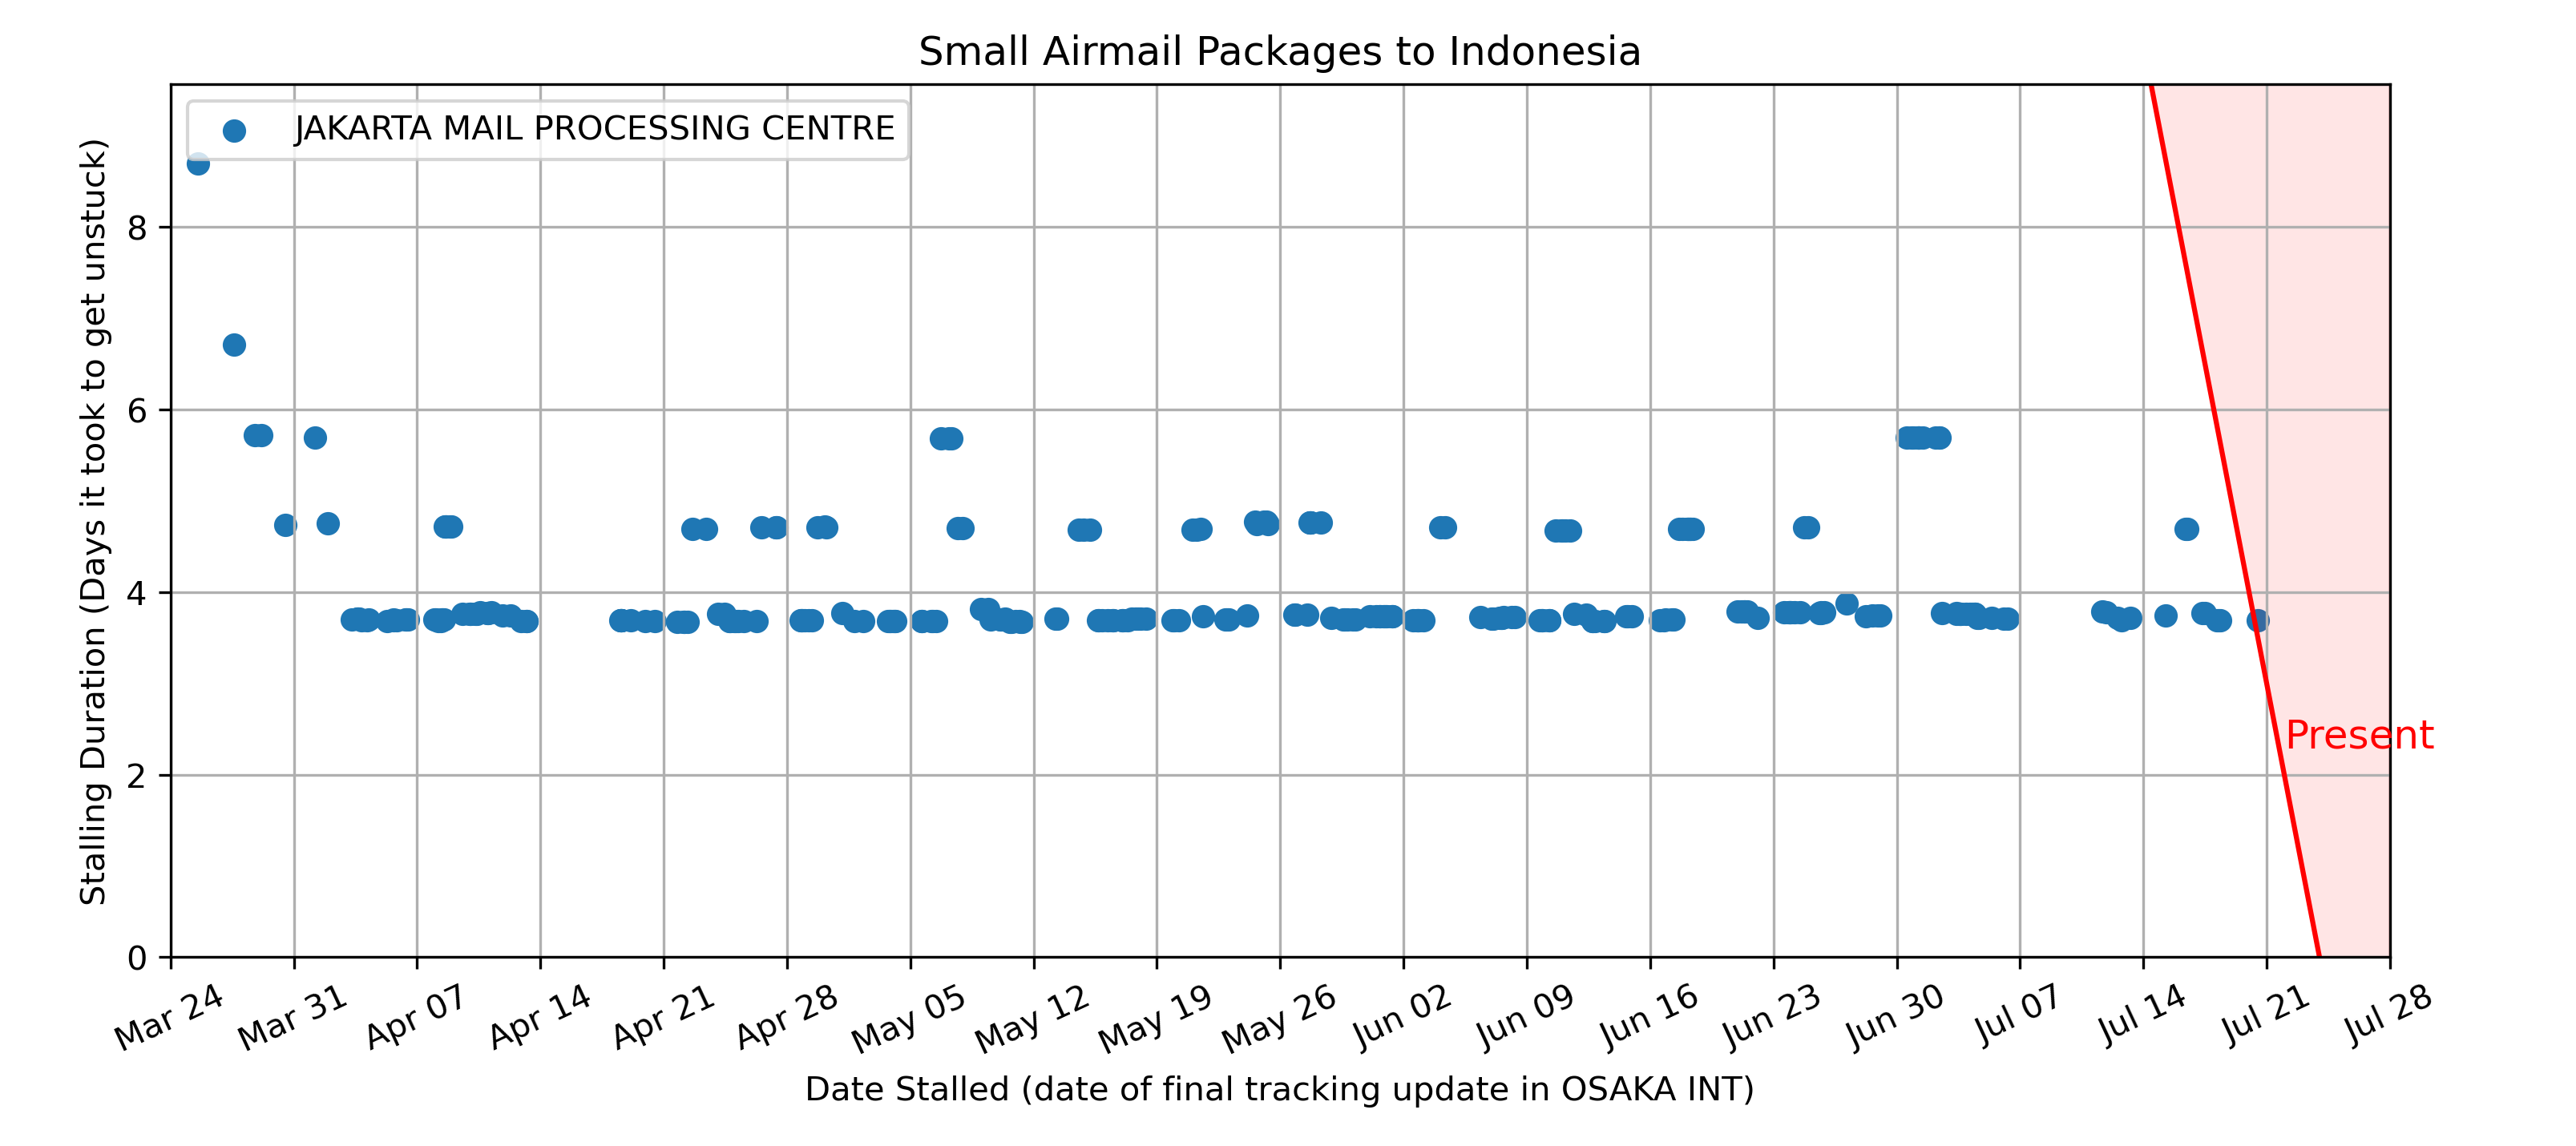 Small Airmail Packages to Indonesia
JAKARTA MAIL PROCESSING CENTRE
Stalling Duration (Days it took to get unstuck)
8
6
4
2
0
Present
Mar 24
Mar 31
Apr 07
Apr 14
Apr 21
Apr 28
May 05
May 12
May 19
May 26
Jun 02
Jun 09
Jun 16
Jun 23
Jun 30
Jul 07
Jul 14
Jul 21
Jul 28
Date Stalled (date of final tracking update in OSAKA INT)